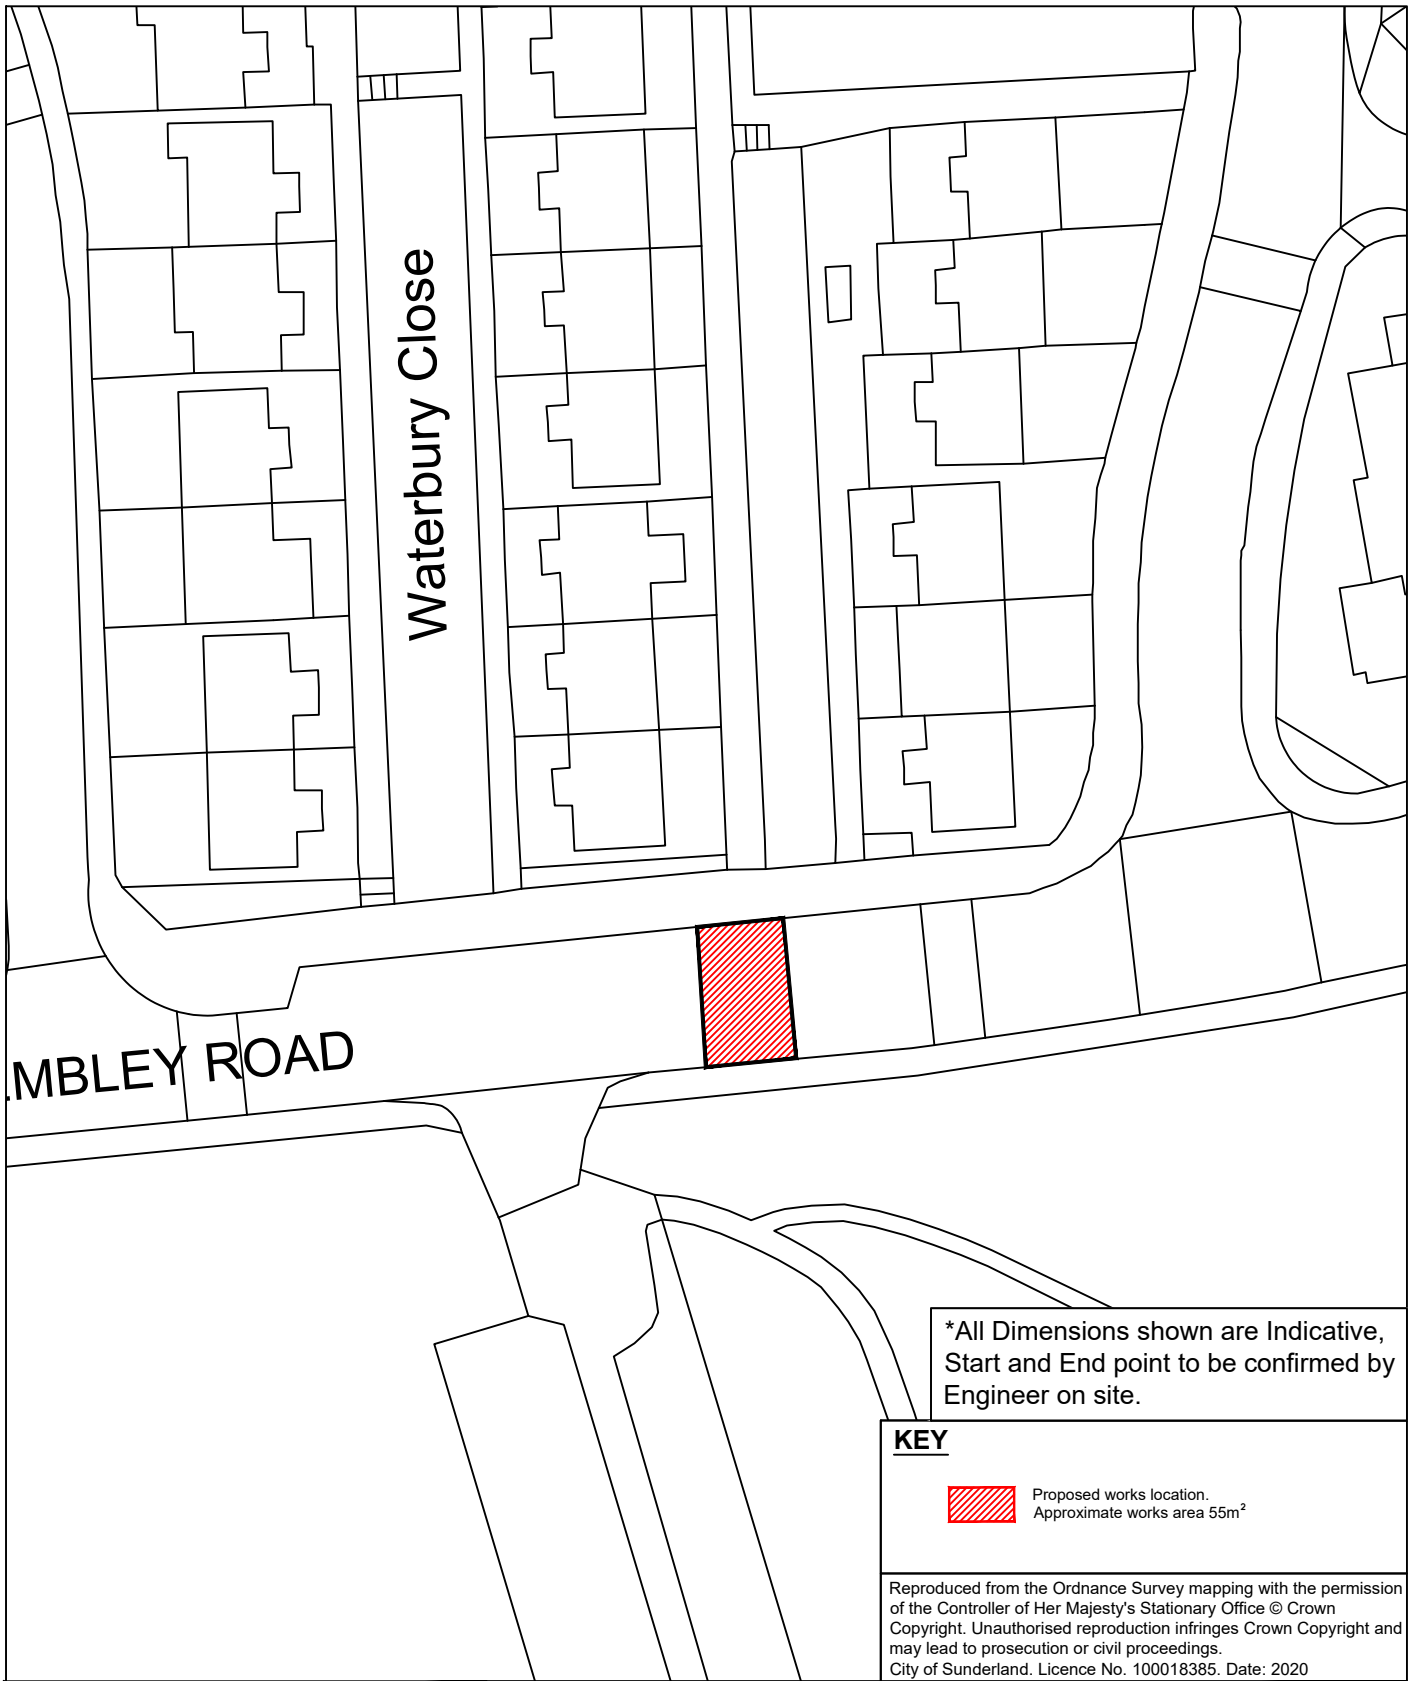 Waterbury Close
MBLEY ROAD
*All Dimensions shown are Indicative,
Start and End point to be confirmed by
Engineer on site.
KEY
Proposed works location.
Approximate works area 55m²
Reproduced from the Ordnance Survey mapping with the permission
of the Controller of Her Majesty's Stationary Office © Crown
Copyright. Unauthorised reproduction infringes Crown Copyright and
may lead to prosecution or civil proceedings.
City of Sunderland. Licence No. 100018385. Date: 2020